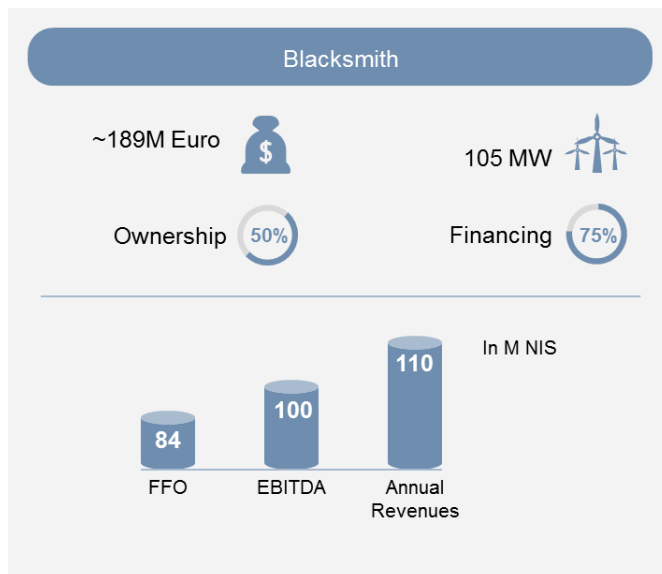 Blacksmith
~189M Euro
$
105 MW
Ownership
50%
Financing
75%
In M NIS
84
100
110
FFO
EBITDA
Annual
Revenues